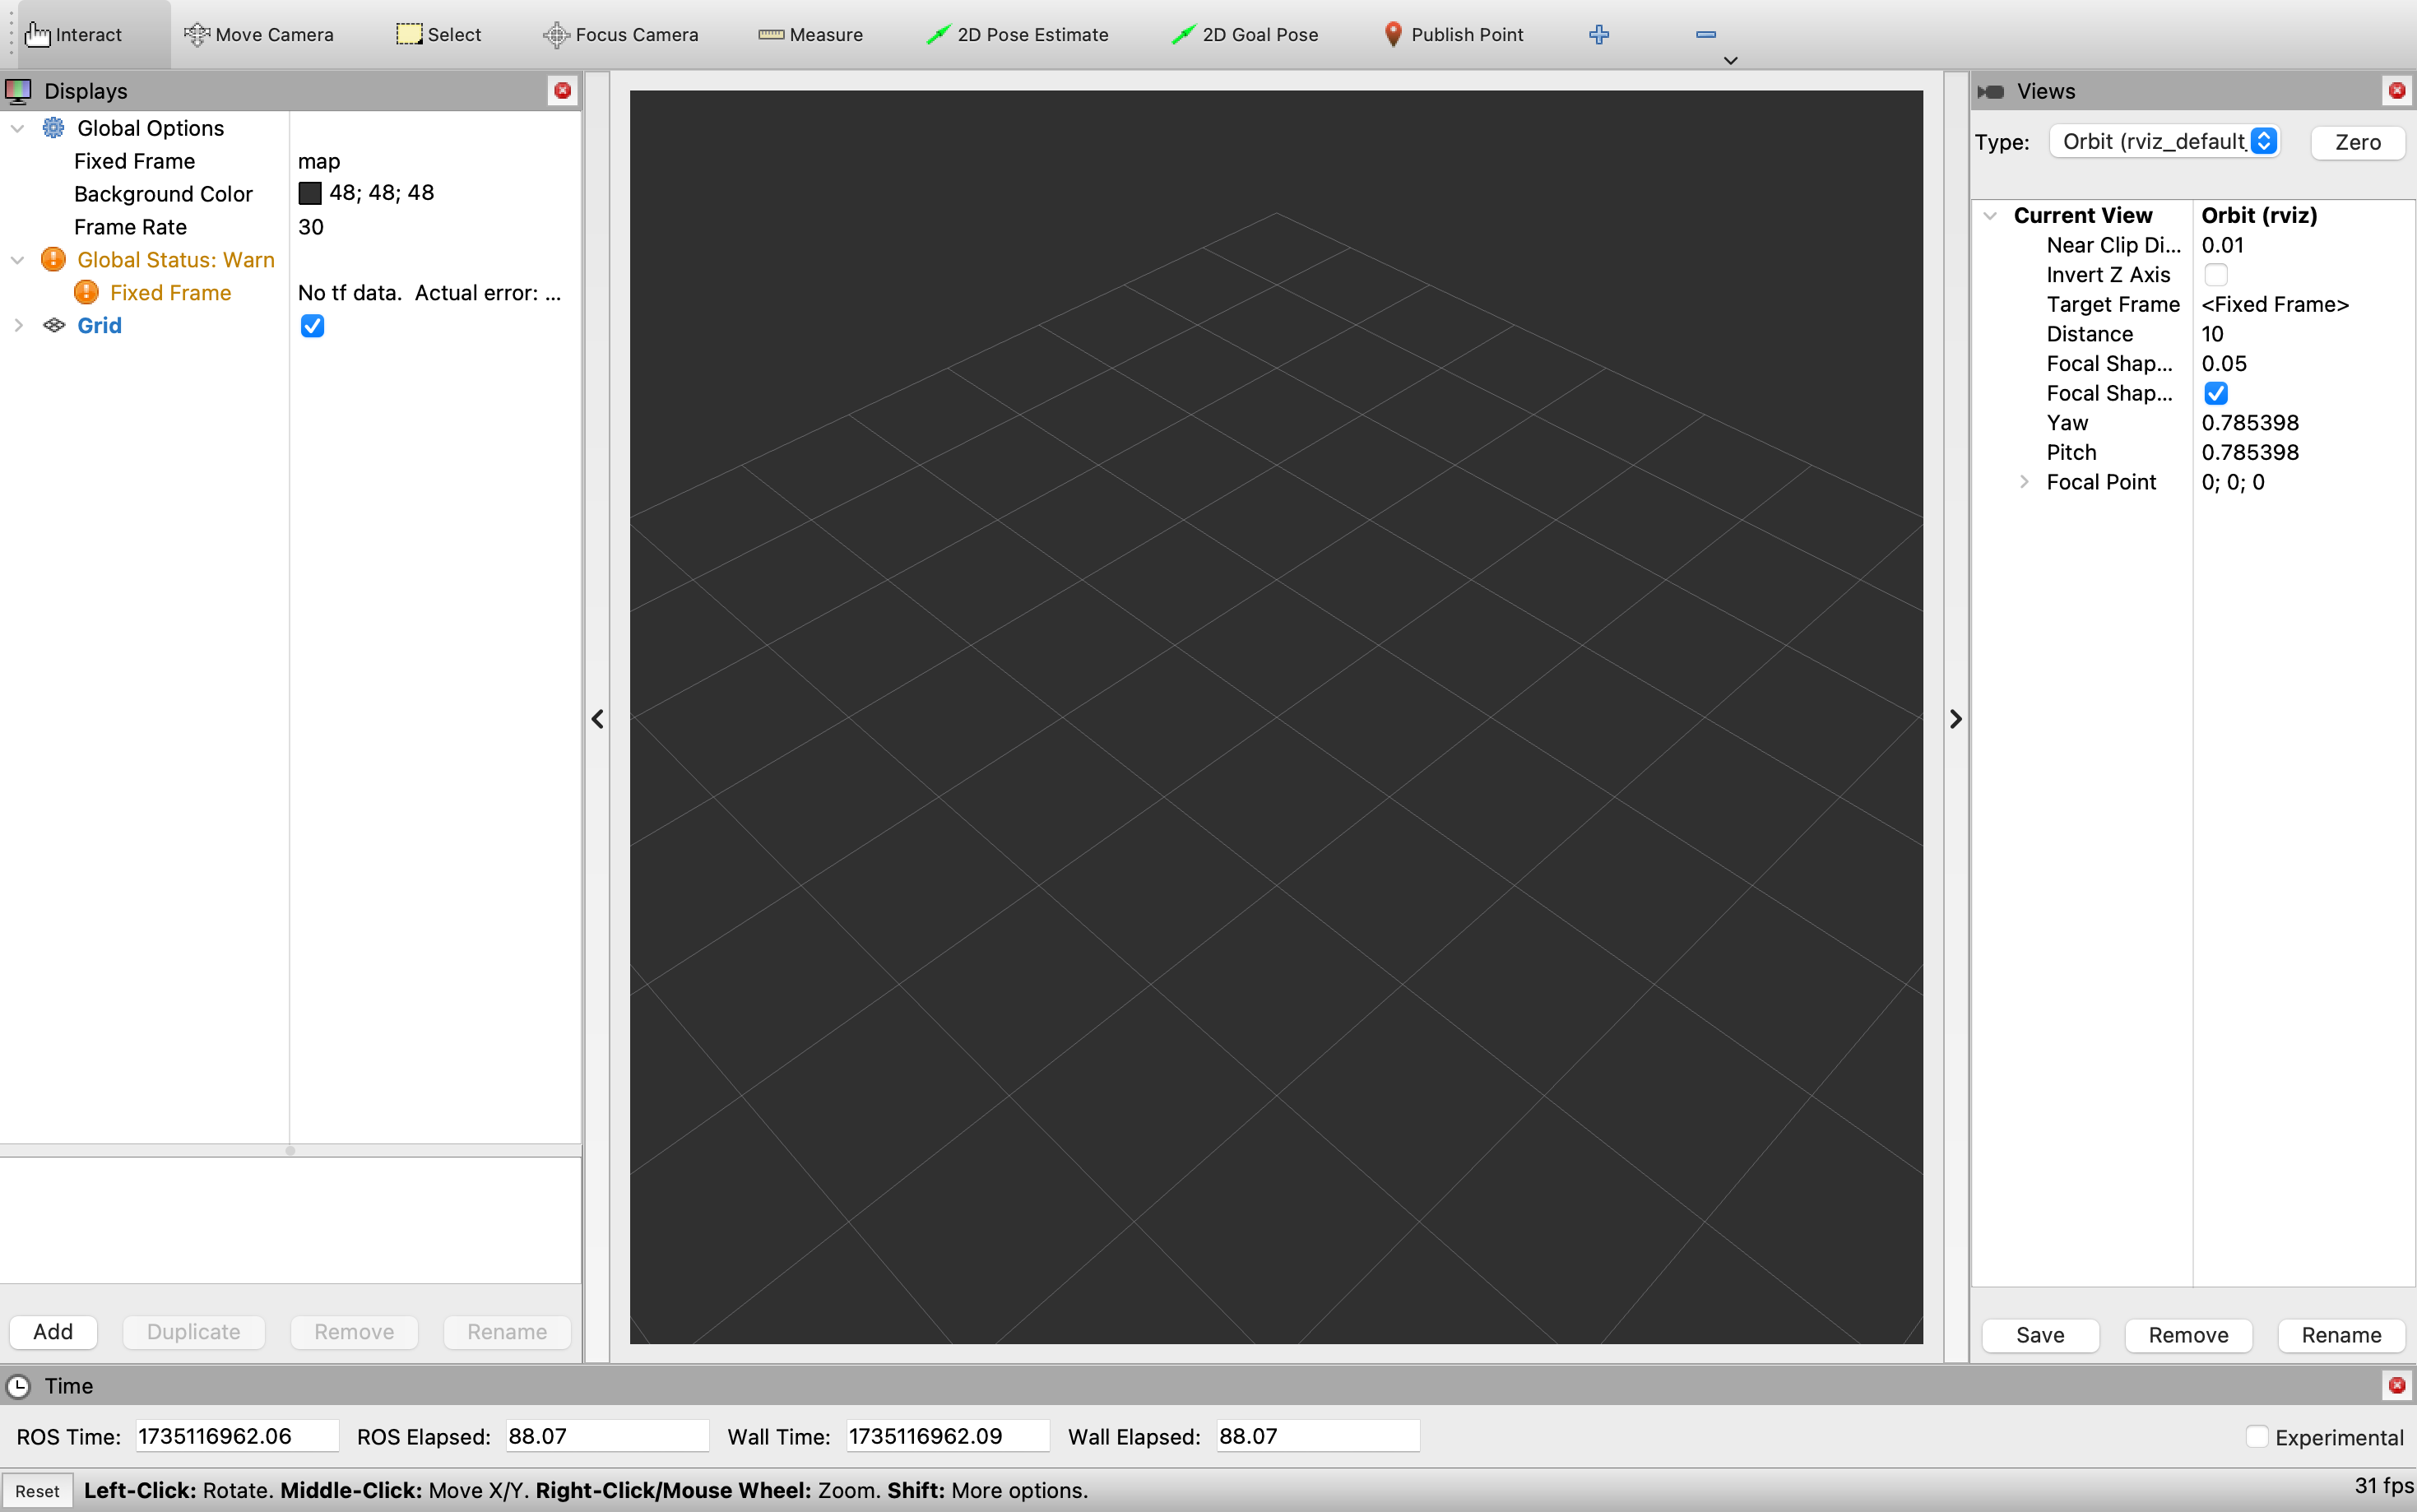 Interact Move Camera Select Focus Camera Measure 2D Pose Estimate 2D Goal Pose Publish Point
Displays
Global Options
Fixed Frame map
Background Color 48; 48; 48
Frame Rate 30
Global Status: Warn
Fixed Frame No tf data. Actual error: ...
Grid
Add Duplicate Remove Rename
Views
Type: Orbit (rviz_default_ Zero
Current View Orbit (rviz)
Near Clip Di... 0.01
Invert Z Axis
Target Frame <Fixed Frame>
Distance 10
Focal Shap... 0.05
Focal Shap...
Yaw 0.785398
Pitch 0.785398
Focal Point 0; 0; 0
Save Remove Rename
Time
ROS Time: 1735116962.06 ROS Elapsed: 88.07 Wall Time: 1735116962.09 Wall Elapsed: 88.07 Experimental
Reset Left-Click: Rotate. Middle-Click: Move X/Y. Right-Click/Mouse Wheel: Zoom. Shift: More options. 31 fps